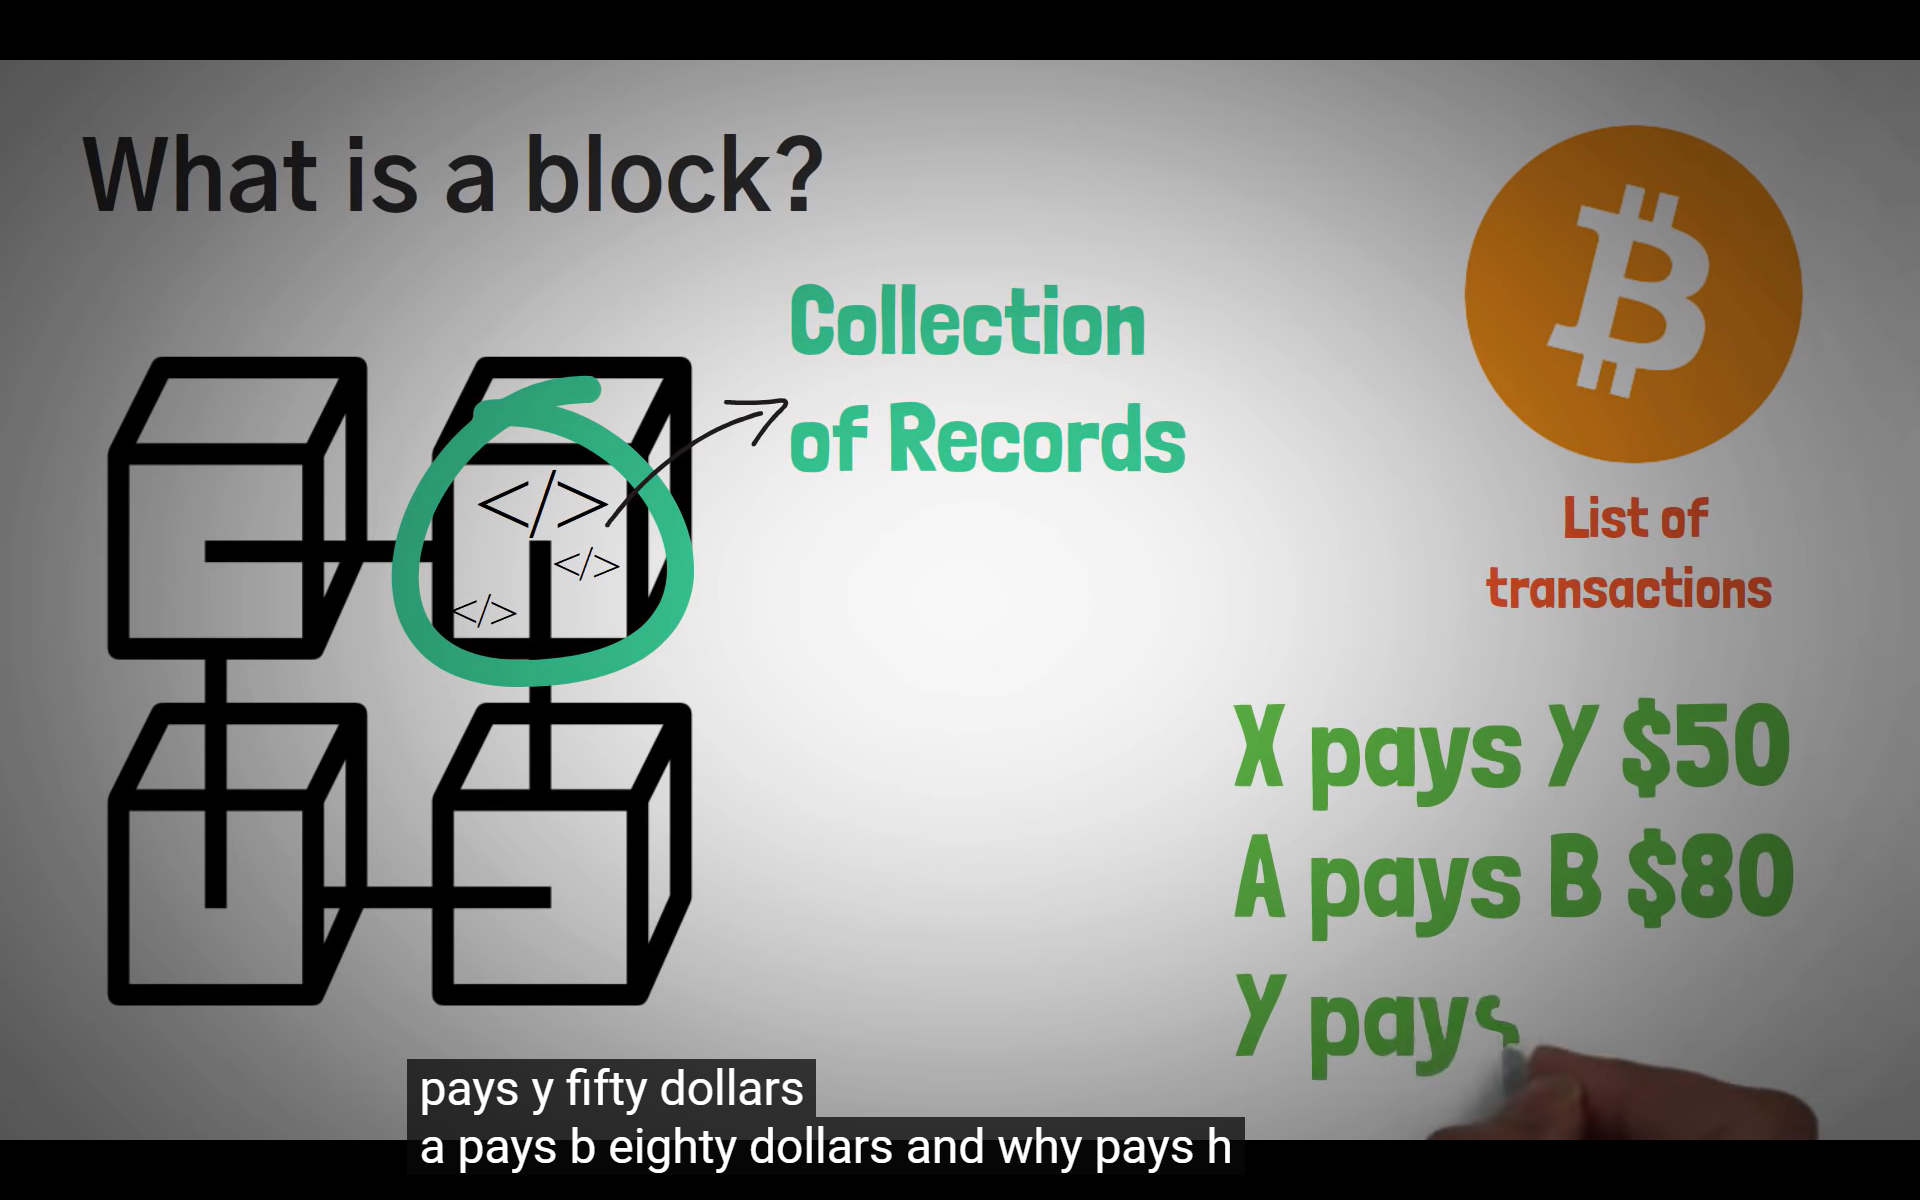 What is a block?
Collection
of Records
</>
</>
</>
List of
transactions
X pays Y $50
A pays B $80
Y pays
pays y fifty dollars
a pays b eighty dollars and why pays h